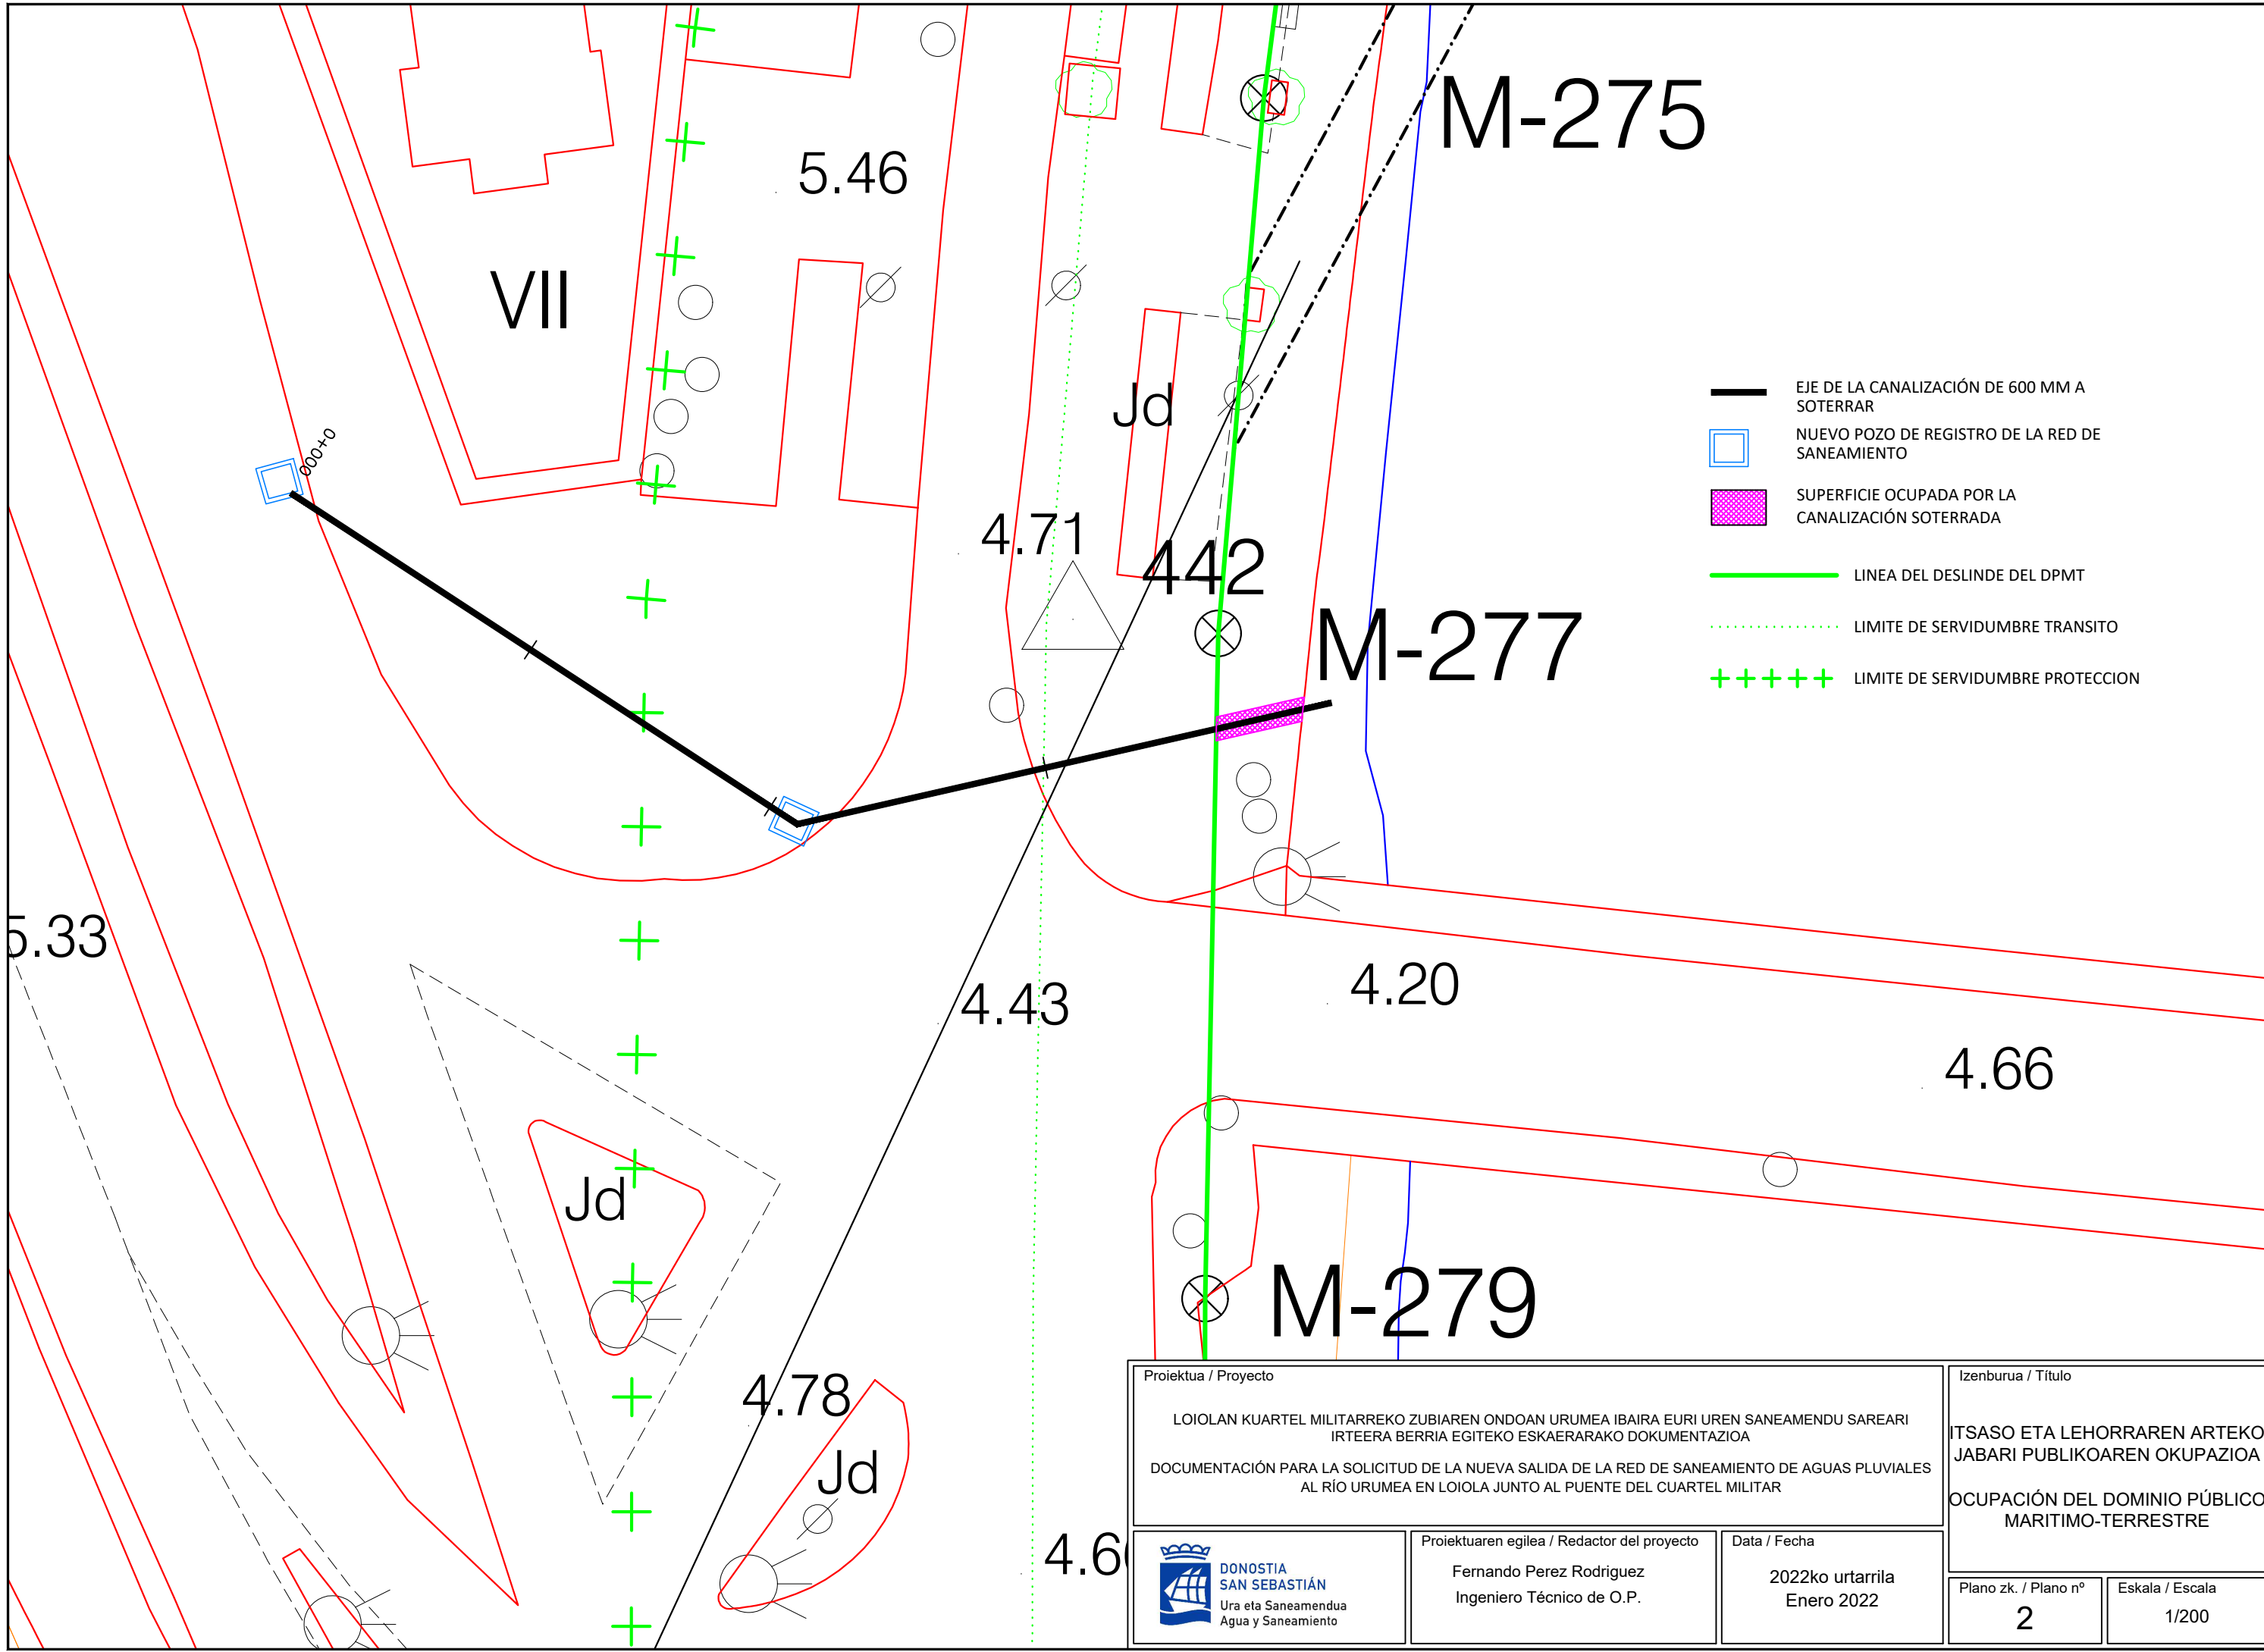 M-275
5.46
VII
Jd
000+0
4.71
442
M-277
EJE DE LA CANALIZACIÓN DE 600 MM A
SOTERRAR
NUEVO POZO DE REGISTRO DE LA RED DE
SANEAMIENTO
SUPERFICIE OCUPADA POR LA
CANALIZACIÓN SOTERRADA
LINEA DEL DESLINDE DEL DPMT
LIMITE DE SERVIDUMBRE TRANSITO
LIMITE DE SERVIDUMBRE PROTECCION
5.33
4.43
4.20
4.66
Jd
M-279
4.78
Jd
4.6
Proiektua / Proyecto
LOIOLAN KUARTEL MILITARREKO ZUBIAREN ONDOAN URUMEA IBAIRA EURI UREN SANEAMENDU SAREARI
IRTEERA BERRIA EGITEKO ESKAERARAKO DOKUMENTAZIOA
DOCUMENTACIÓN PARA LA SOLICITUD DE LA NUEVA SALIDA DE LA RED DE SANEAMIENTO DE AGUAS PLUVIALES
AL RÍO URUMEA EN LOIOLA JUNTO AL PUENTE DEL CUARTEL MILITAR
Izenburua / Título
ITSASO ETA LEHORRAREN ARTEKO
JABARI PUBLIKOAREN OKUPAZIOA
OCUPACIÓN DEL DOMINIO PÚBLICO
MARITIMO-TERRESTRE
DONOSTIA
SAN SEBASTIÁN
Ura eta Saneamendua
Agua y Saneamiento
Proiektuaren egilea / Redactor del proyecto
Fernando Perez Rodriguez
Ingeniero Técnico de O.P.
Data / Fecha
2022ko urtarrila
Enero 2022
Plano zk. / Plano nº
2
Eskala / Escala
1/200